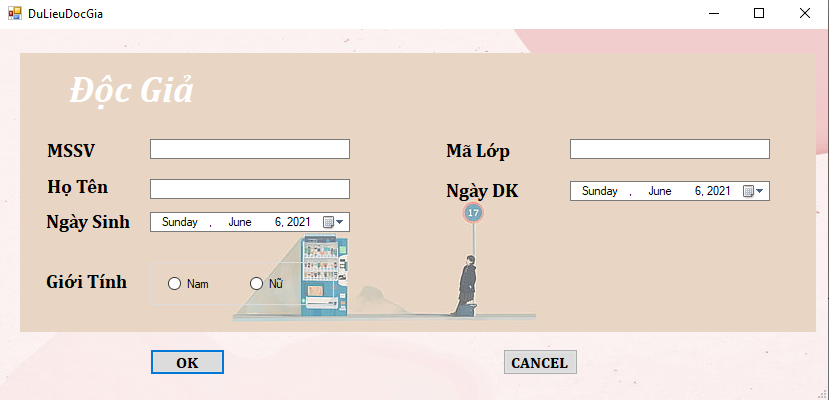 DuLieuDocGia
Độc Giả
MSSV
Mã Lớp
Họ Tên
Ngày DK
Sunday , June 6, 2021
17
Ngày Sinh
Sunday , June 6, 2021
Giới Tính
Nam
Nữ
OK
CANCEL